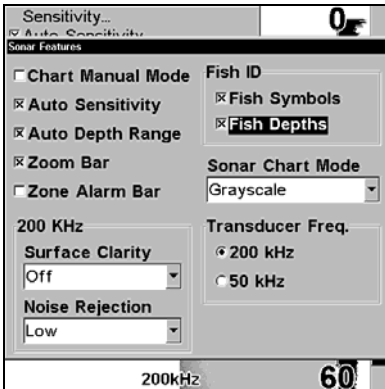 Sensitivity...
Auto Sensitivity
0
Sonar Features
Chart Manual Mode
Auto Sensitivity
Auto Depth Range
Zoom Bar
Zone Alarm Bar
Fish ID
Fish Symbols
Fish Depths
Sonar Chart Mode
Grayscale
200 KHz
Surface Clarity
Off
Noise Rejection
Low
Transducer Freq.
200 kHz
50 kHz
200kHz
60